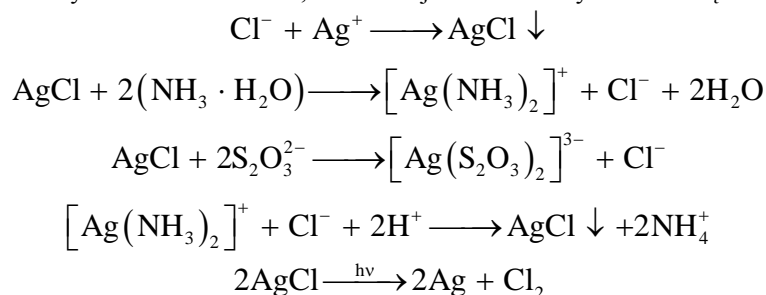 Cl⁻ + Ag⁺ ⟶ AgCl ↓
AgCl + 2(NH₃ · H₂O) ⟶ [Ag(NH₃)₂]⁺ + Cl⁻ + 2H₂O
AgCl + 2S₂O₃²⁻ ⟶ [Ag(S₂O₃)₂]³⁻ + Cl⁻
[Ag(NH₃)₂]⁺ + Cl⁻ + 2H⁺ ⟶ AgCl ↓ +2NH₄⁺
2AgCl —hν→ 2Ag + Cl₂